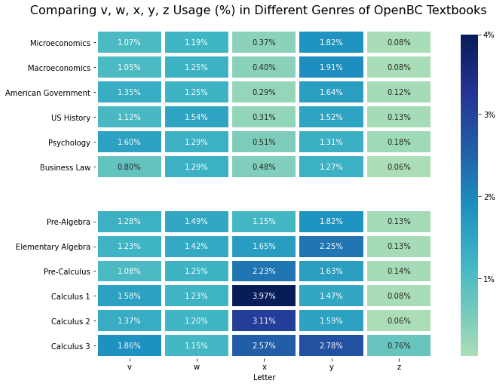 Comparing v, w, x, y, z Usage (%) in Different Genres of OpenBC Textbooks
Microeconomics 1.07% 1.19% 0.37% 1.82% 0.08%
Macroeconomics 1.05% 1.25% 0.40% 1.91% 0.08%
American Government 1.35% 1.25% 0.29% 1.64% 0.12%
US History 1.12% 1.54% 0.31% 1.52% 0.13%
Psychology 1.60% 1.29% 0.51% 1.31% 0.18%
Business Law 0.80% 1.29% 0.48% 1.27% 0.06%
Pre-Algebra 1.28% 1.49% 1.15% 1.82% 0.13%
Elementary Algebra 1.23% 1.42% 1.65% 2.25% 0.13%
Pre-Calculus 1.08% 1.25% 2.23% 1.63% 0.14%
Calculus 1 1.58% 1.23% 3.97% 1.47% 0.08%
Calculus 2 1.37% 1.20% 3.11% 1.59% 0.06%
Calculus 3 1.86% 1.15% 2.57% 2.78% 0.76%
v w x y z
Letter
4%
3%
2%
1%